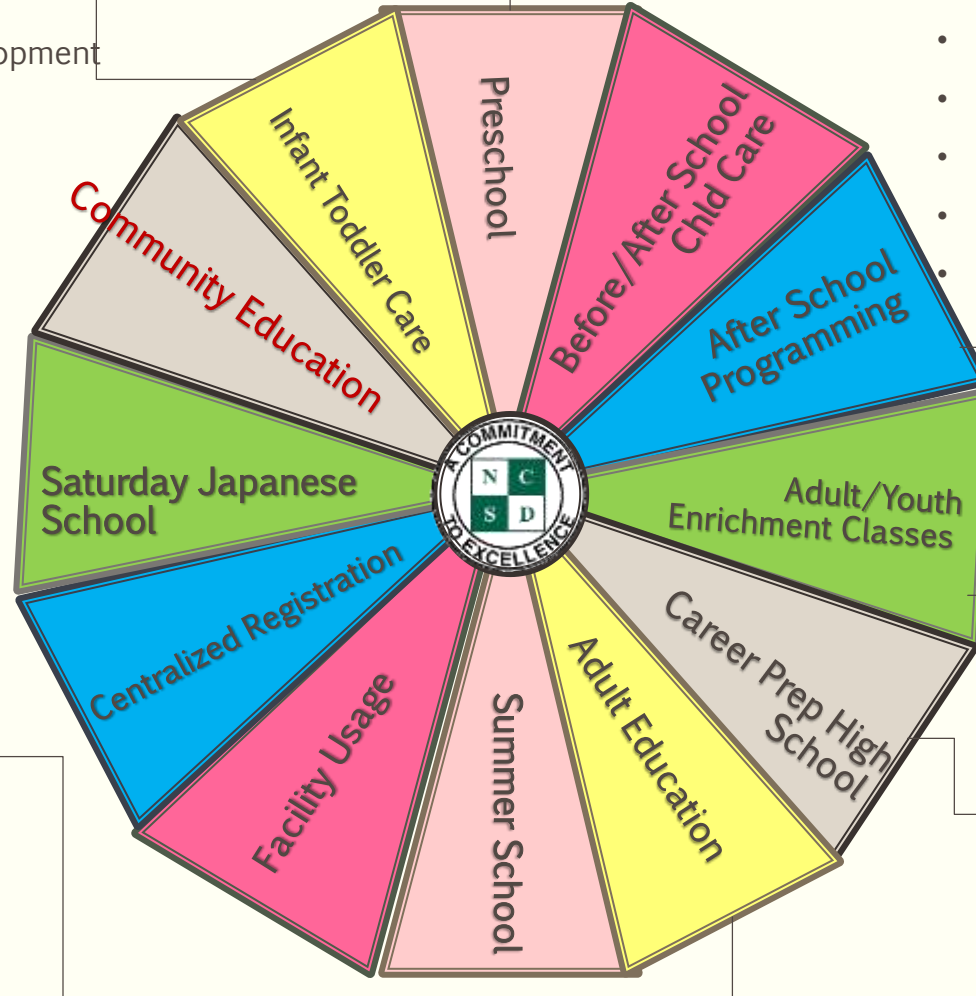 opment
Preschool
Before/After School
Chld Care
After School
Programming
Adult/Youth
Enrichment Classes
Career Prep High
School
Adult Education
Summer School
Facility Usage
Centralized Registration
Saturday Japanese
School
Community Education
Infant Toddler Care
A COMMITMENT
N C
S D
TO EXCELLENCE